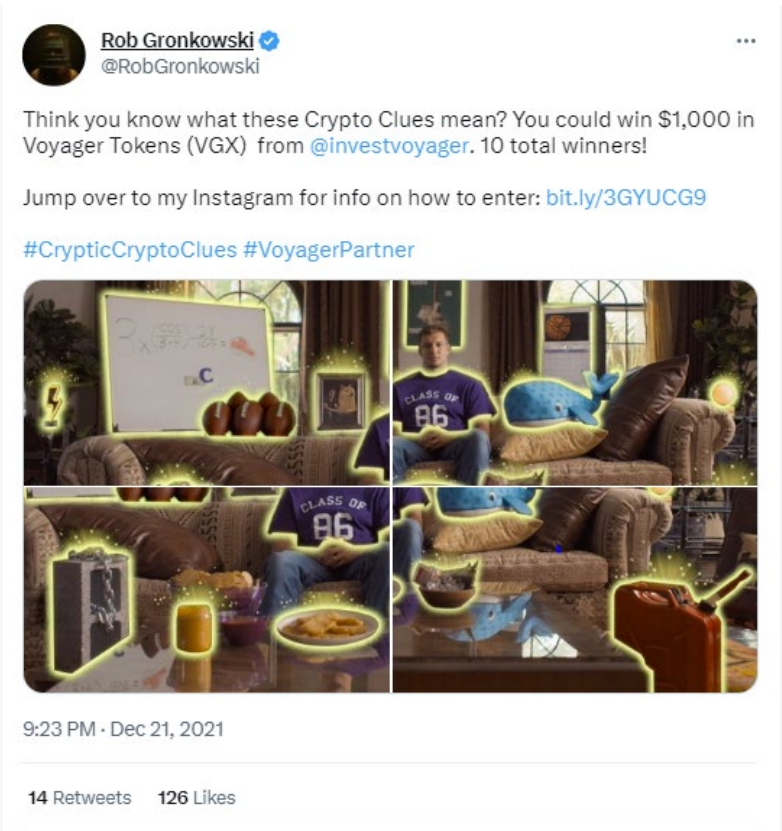 Rob Gronkowski
@RobGronkowski
Think you know what these Crypto Clues mean? You could win $1,000 in
Voyager Tokens (VGX) from @investvoyager. 10 total winners!
Jump over to my Instagram for info on how to enter: bit.ly/3GYUCG9
#CrypticCryptoClues #VoyagerPartner
C
CLASS OF
86
CLASS OF
86
9:23 PM · Dec 21, 2021
14 Retweets 126 Likes